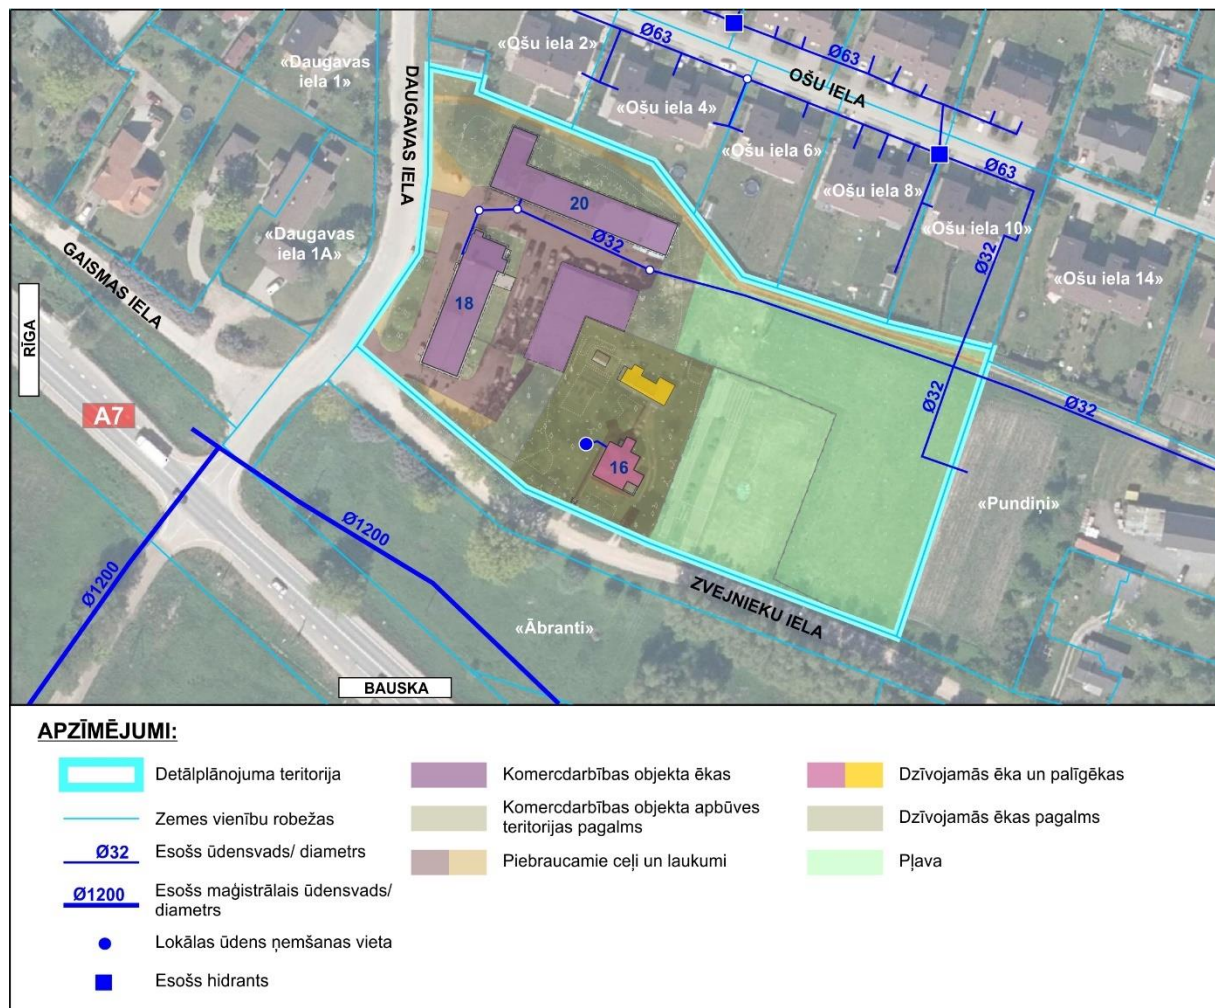 «Ošu iela 2»
Ø63
Ø63
«Daugavas
iela 1»
DAUGAVAS IELA
OŠU IELA
«Ošu iela 4»
«Ošu iela 6»
Ø63
«Ošu iela 8»
20
«Ošu iela 10»
«Daugavas
iela 1A»
Ø32
Ø32
GAISMAS IELA
«Ošu iela 14»
18
RĪGA
A7
Ø32
Ø32
16
«Pundiņi»
Ø1200
Ø1200
ZVEJNIEKU IELA
«Ābranti»
BAUSKA
APZĪMĒJUMI:
Detālplānojuma teritorija
Zemes vienību robežas
Ø32
Esošs ūdensvads/ diametrs
Ø1200
Esošs maģistrālais ūdensvads/
diametrs
Lokālas ūdens ņemšanas vieta
Esošs hidrants
Komercdarbības objekta ēkas
Komercdarbības objekta apbūves
teritorijas pagalms
Piebraucamie ceļi un laukumi
Dzīvojamās ēka un palīgēkas
Dzīvojamās ēkas pagalms
Pļava